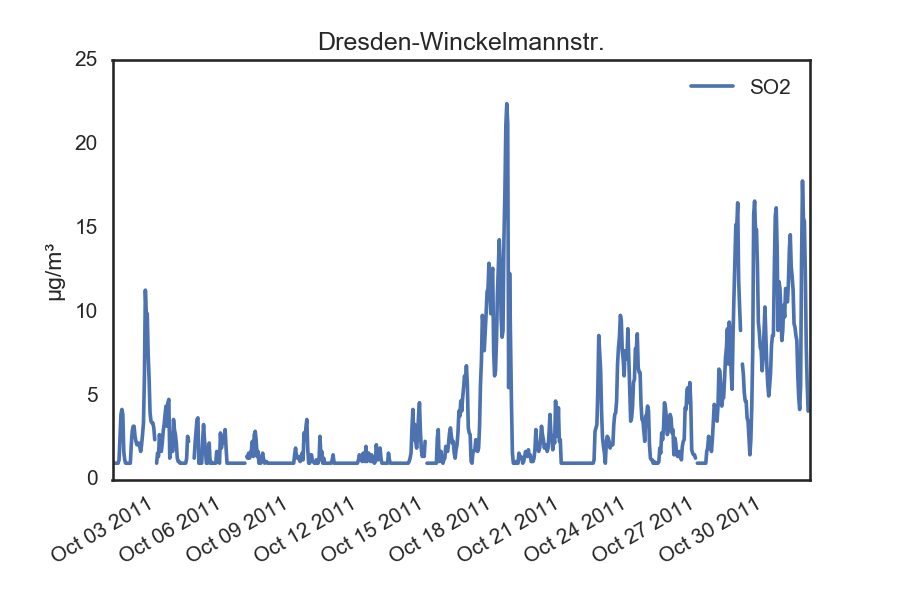 Dresden-Winckelmannstr.
SO2
µg/m³
25
20
15
10
5
0
Oct 03 2011
Oct 06 2011
Oct 09 2011
Oct 12 2011
Oct 15 2011
Oct 18 2011
Oct 21 2011
Oct 24 2011
Oct 27 2011
Oct 30 2011